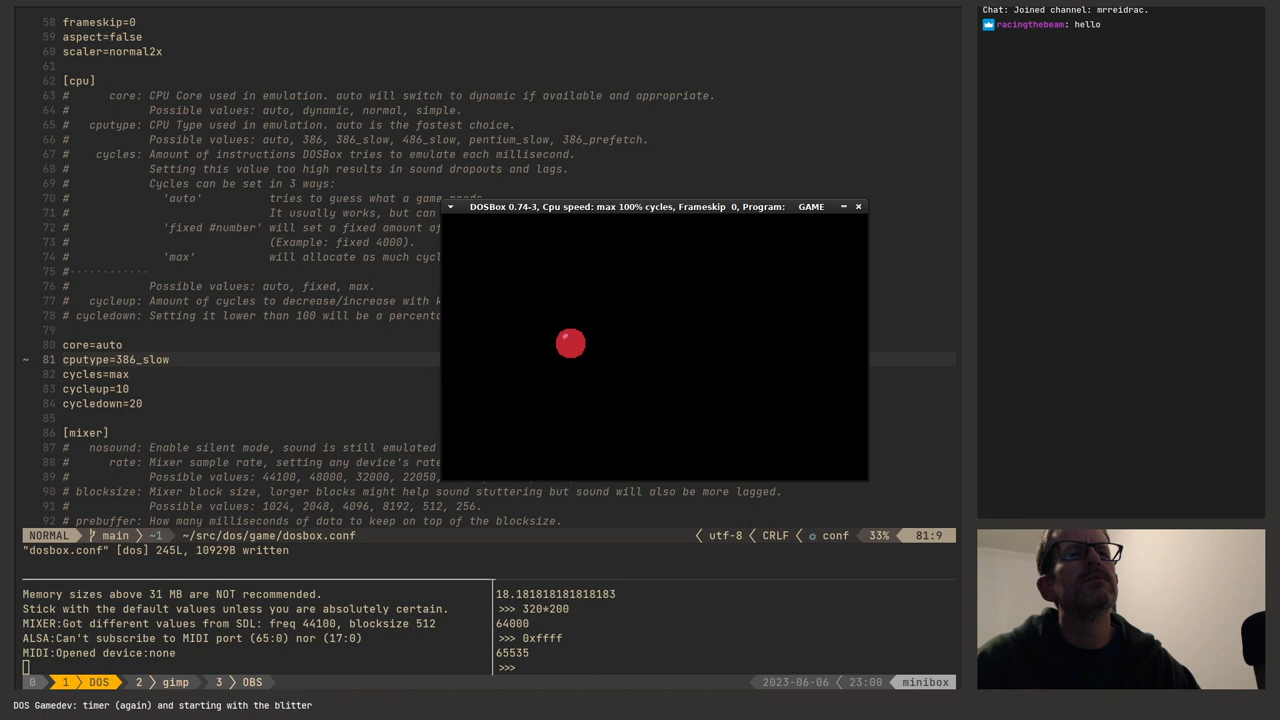 58 frameskip=0
59 aspect=false
60 scaler=normal2x
61
62 [cpu]
63 #      core: CPU Core used in emulation. auto will switch to dynamic if available and appropriate.
64 #            Possible values: auto, dynamic, normal, simple.
65 #   cputype: CPU Type used in emulation. auto is the fastest choice.
66 #            Possible values: auto, 386, 386_slow, 486_slow, pentium_slow, 386_prefetch.
67 #    cycles: Amount of instructions DOSBox tries to emulate each millisecond.
68 #            Setting this value too high results in sound dropouts and lags.
69 #            Cycles can be set in 3 ways:
70 #              'auto'          tries to guess what a game needs.
71 #                              It usually works, but can
72 #              'fixed #number' will set a fixed amount of
73 #                              (Example: fixed 4000).
74 #              'max'           will allocate as much cycl
75 #············
76 #            Possible values: auto, fixed, max.
77 #   cycleup: Amount of cycles to decrease/increase with k
78 # cycledown: Setting it lower than 100 will be a percenta
79
80 core=auto
~ 81 cputype=386_slow
82 cycles=max
83 cycleup=10
84 cycledown=20
85
86 [mixer]
87 #   nosound: Enable silent mode, sound is still emulated
88 #      rate: Mixer sample rate, setting any device's rate
89 #            Possible values: 44100, 48000, 32000, 22050,
90 # blocksize: Mixer block size, larger blocks might help sound stuttering but sound will also be more lagged.
91 #            Possible values: 1024, 2048, 4096, 8192, 512, 256.
92 # prebuffer: How many milliseconds of data to keep on top of the blocksize.
NORMAL main ~1 ~/src/dos/game/dosbox.conf utf-8 CRLF conf 33% 81:9
"dosbox.conf" [dos] 245L, 10929B written
DOSBox 0.74-3, Cpu speed: max 100% cycles, Frameskip 0, Program: GAME
Memory sizes above 31 MB are NOT recommended.
Stick with the default values unless you are absolutely certain.
MIXER:Got different values from SDL: freq 44100, blocksize 512
ALSA:Can't subscribe to MIDI port (65:0) nor (17:0)
MIDI:Opened device:none
18.181818181818183
>>> 320*200
64000
>>> 0xffff
65535
>>>
0 1 DOS 2 gimp 3 OBS 2023-06-06 23:00 minibox
Chat: Joined channel: mrreidrac.
racingthebeam: hello
DOS Gamedev: timer (again) and starting with the blitter